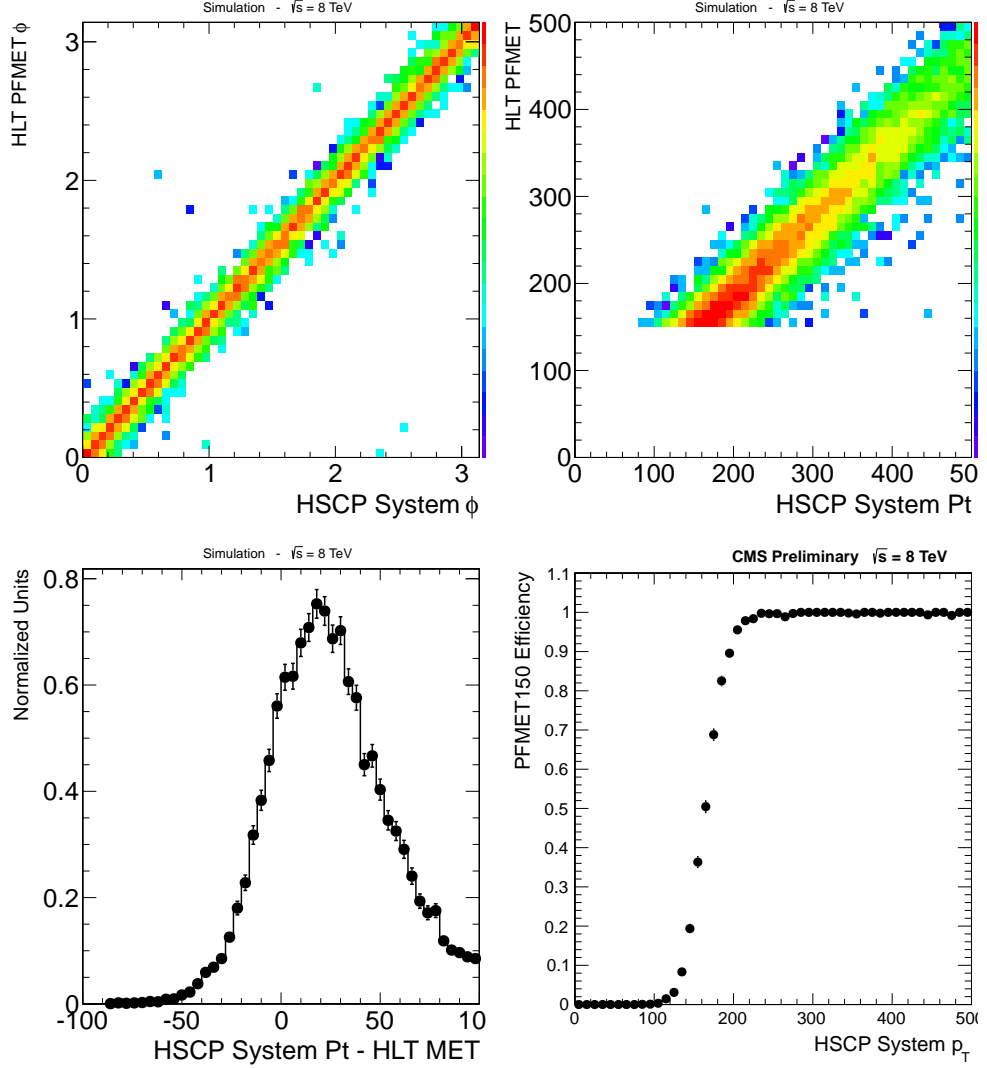 Simulation - √s = 8 TeV
HLT PFMET ϕ
3
2
1
0
0 1 2 3
HSCP System ϕ
Simulation - √s = 8 TeV
HLT PFMET
500
400
300
200
100
0
100 200 300 400 50
HSCP System Pt
Simulation - √s = 8 TeV
Normalized Units
0.8
0.6
0.4
0.2
0
-100 -50 0 50 10
HSCP System Pt - HLT MET
CMS Preliminary √s = 8 TeV
PFMET150 Efficiency
1.1
1
0.9
0.8
0.7
0.6
0.5
0.4
0.3
0.2
0.1
0
0 100 200 300 400 500
HSCP System p_T